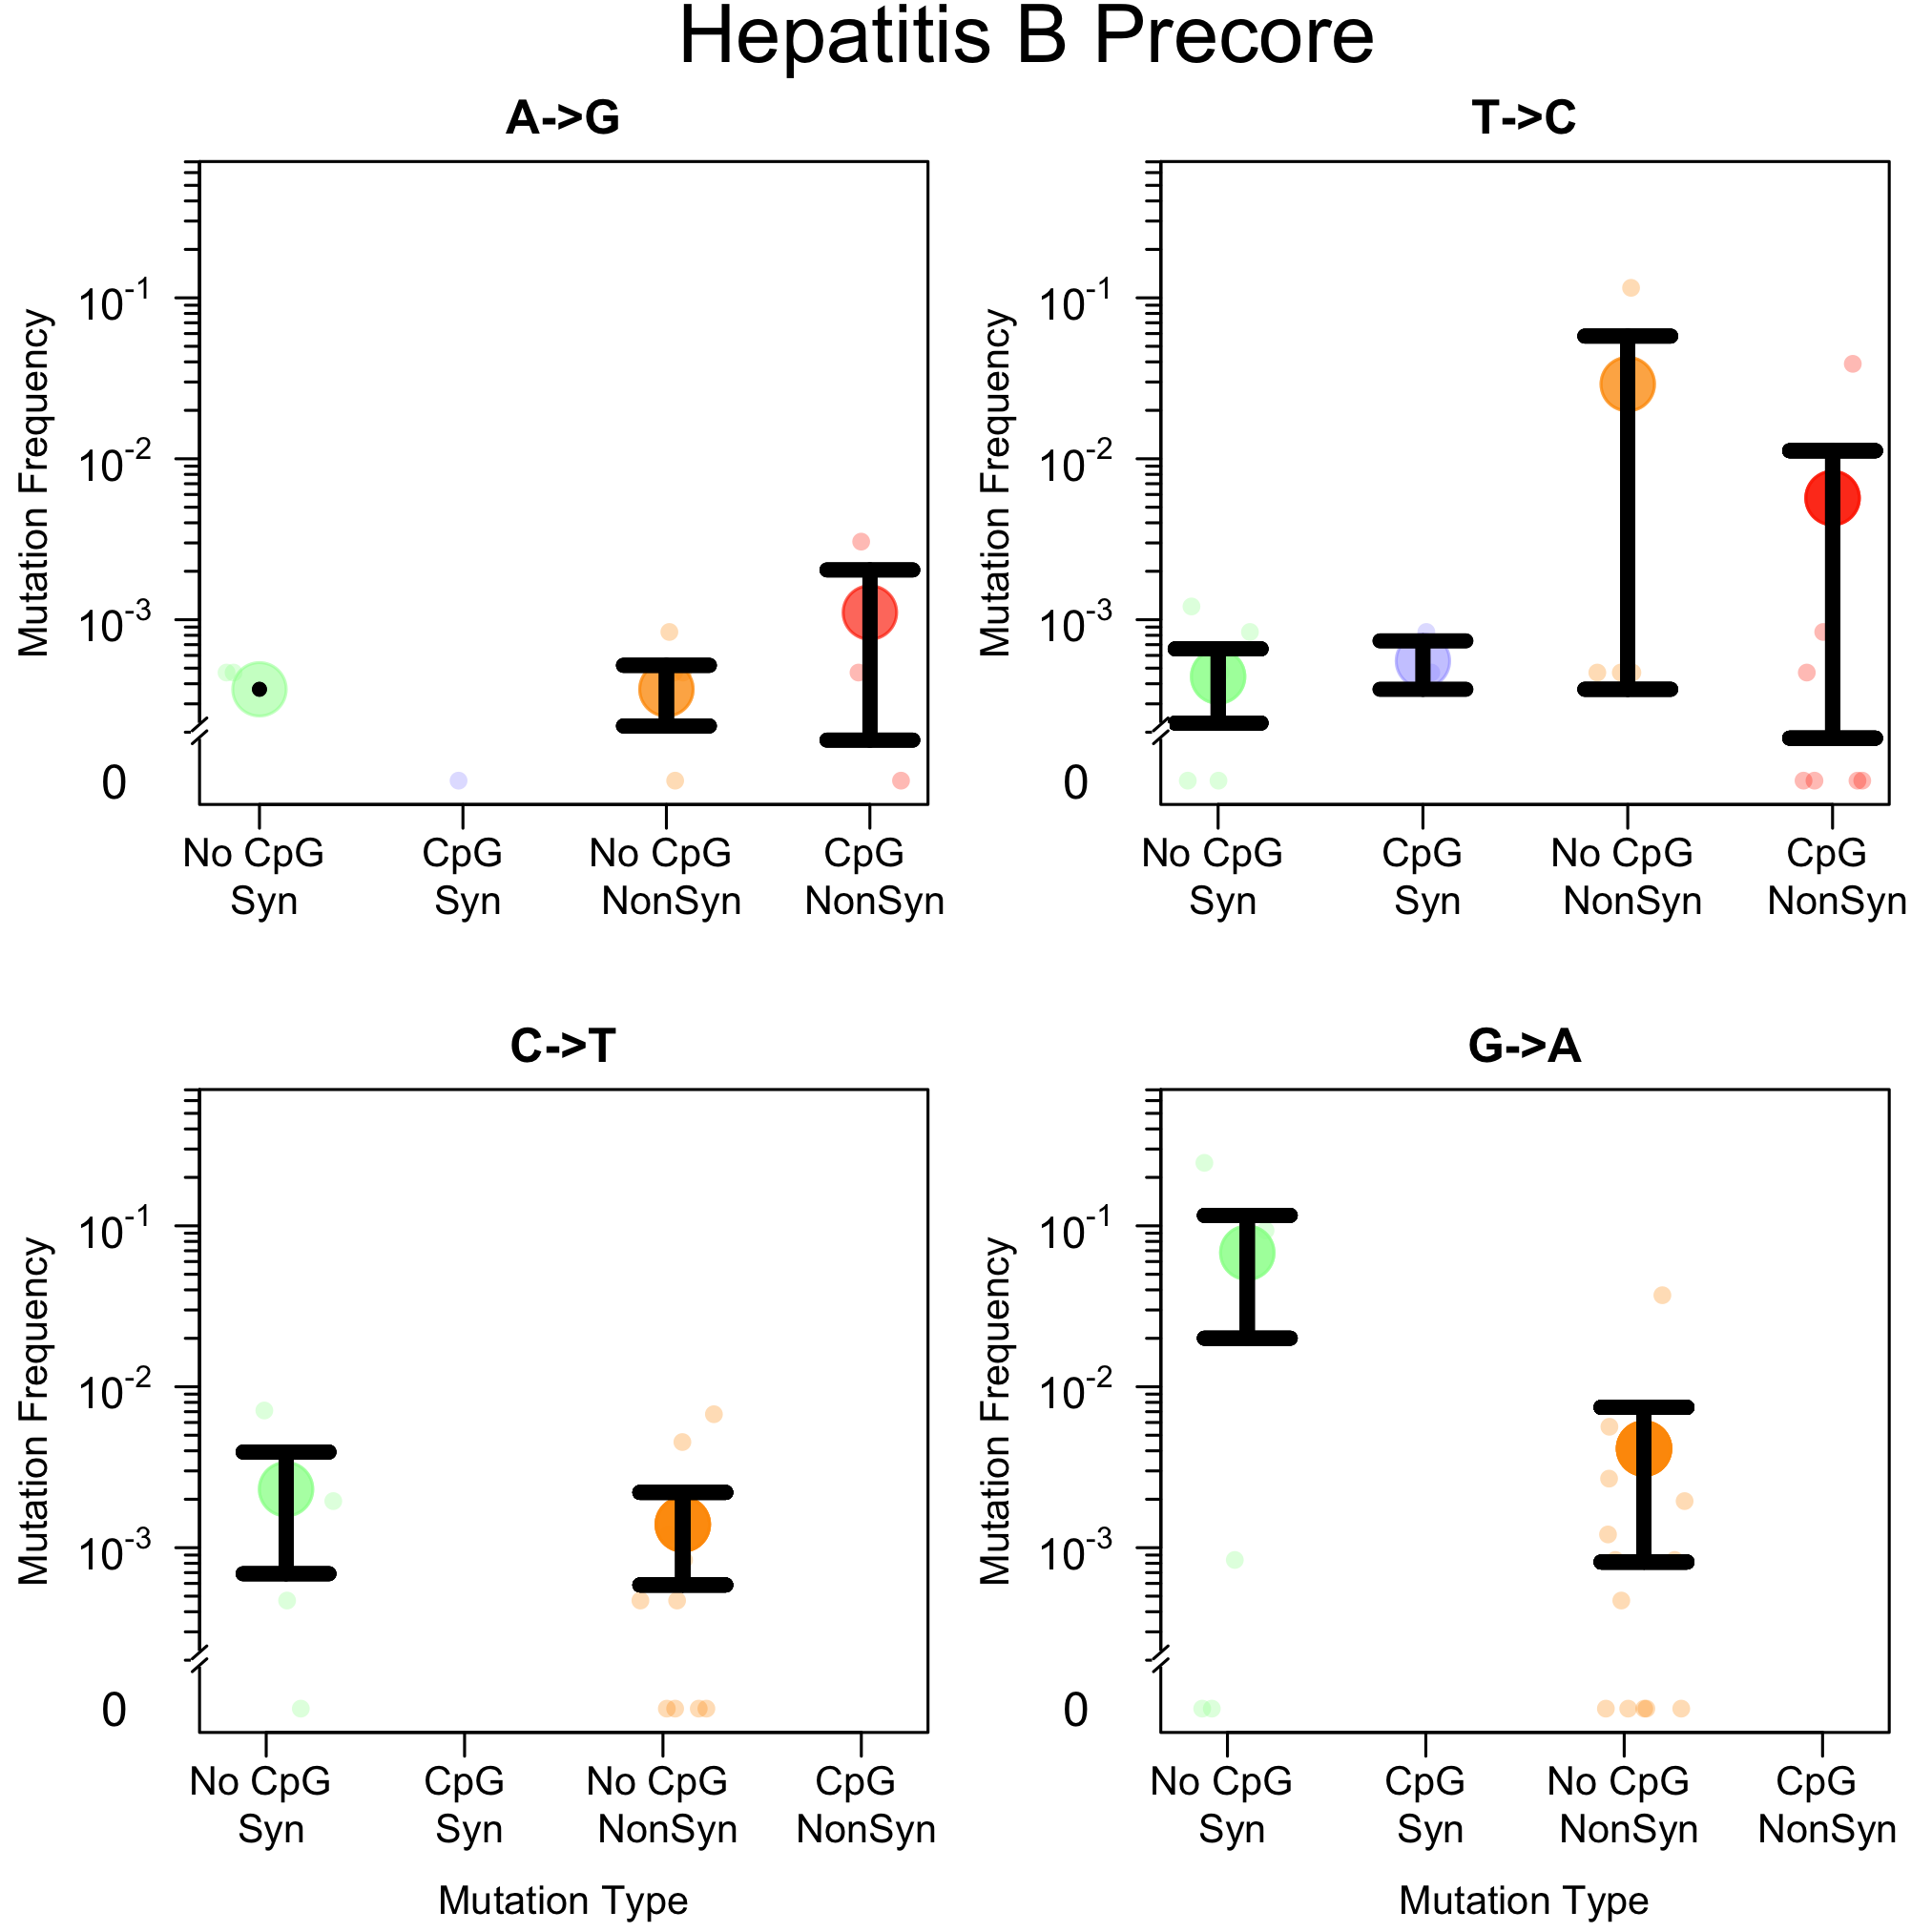 Hepatitis B Precore
A->G
Mutation Frequency
10-1
10-2
10-3
0
No CpG CpG No CpG CpG
Syn Syn NonSyn NonSyn
T->C
Mutation Frequency
10-1
10-2
10-3
0
No CpG CpG No CpG CpG
Syn Syn NonSyn NonSyn
C->T
Mutation Frequency
10-1
10-2
10-3
0
No CpG CpG No CpG CpG
Syn Syn NonSyn NonSyn
Mutation Type
G->A
Mutation Frequency
10-1
10-2
10-3
0
No CpG CpG No CpG CpG
Syn Syn NonSyn NonSyn
Mutation Type